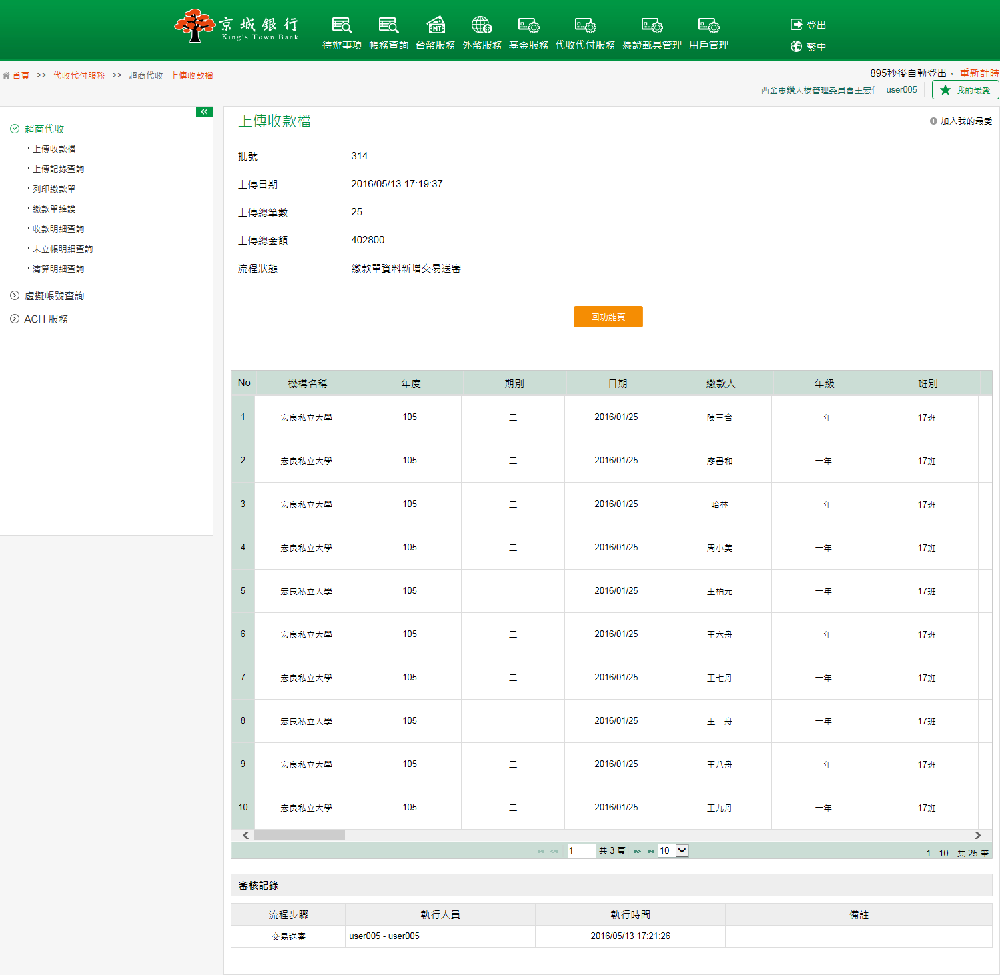 京城銀行
King's Town Bank
待辦事項 帳務查詢 台幣服務 外幣服務 基金服務 代收代付服務 憑證載具管理 用戶管理
NT
$
登出
繁中
首頁 >> 代收代付服務 >> 超商代收 上傳收款檔
895秒後自動登出， 重新計時
西金忠鑽大樓管理委員會王宏仁 user005 我的最愛
超商代收
上傳收款檔
上傳記錄查詢
列印繳款單
繳款單維護
收款明細查詢
未立帳明細查詢
清算明細查詢
虛擬帳號查詢
ACH 服務
上傳收款檔
加入我的最愛
批號 314
上傳日期 2016/05/13 17:19:37
上傳總筆數 25
上傳總金額 402800
流程狀態 繳款單資料新增交易送審
回功能頁
No 機構名稱 年度 期別 日期 繳款人 年級 班別
1 宏良私立大學 105 二 2016/01/25 陳三合 一年 17班
2 宏良私立大學 105 二 2016/01/25 廖書和 一年 17班
3 宏良私立大學 105 二 2016/01/25 哈林 一年 17班
4 宏良私立大學 105 二 2016/01/25 周小美 一年 17班
5 宏良私立大學 105 二 2016/01/25 王柏元 一年 17班
6 宏良私立大學 105 二 2016/01/25 王六舟 一年 17班
7 宏良私立大學 105 二 2016/01/25 王七舟 一年 17班
8 宏良私立大學 105 二 2016/01/25 王二舟 一年 17班
9 宏良私立大學 105 二 2016/01/25 王八舟 一年 17班
10 宏良私立大學 105 二 2016/01/25 王九舟 一年 17班
1 共 3 頁 10
1 - 10 共 25 筆
審核記錄
流程步驟 執行人員 執行時間 備註
交易送審 user005 - user005 2016/05/13 17:21:26